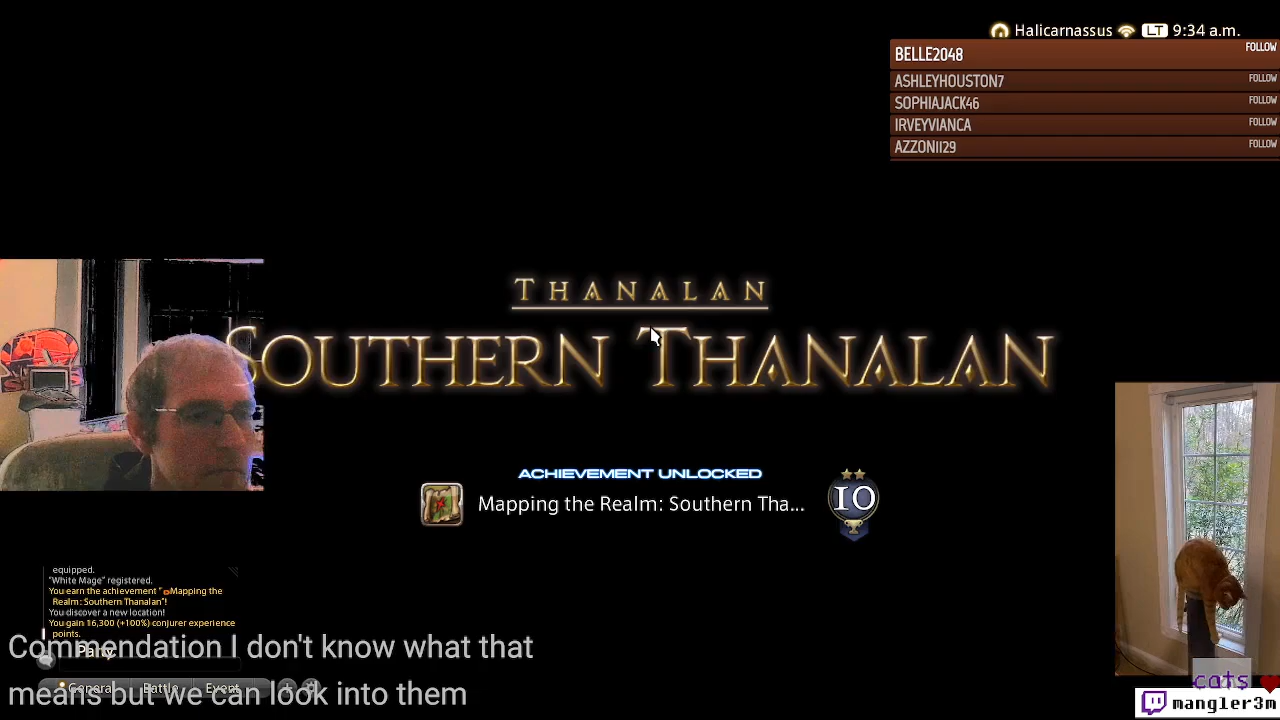 Halicarnassus LT 9:34 a.m.
BELLE2048 FOLLOW
ASHLEYHOUSTON7 FOLLOW
SOPHIAJACK46 FOLLOW
IRVEYVIANCA FOLLOW
AZZONI129 FOLLOW
THANALAN
SOUTHERN THANALAN
ACHIEVEMENT UNLOCKED
Mapping the Realm: Southern Tha... 10
equipped.
"White Mage" registered.
You earn the achievement "Mapping the
Realm: Southern Thanalan"!
You discover a new location!
You gain 16,300 (+100%) conjurer experience
points.
Party
Commendation I don't know what that
General Battle Event
means but we can look into them
cats
mangler3m